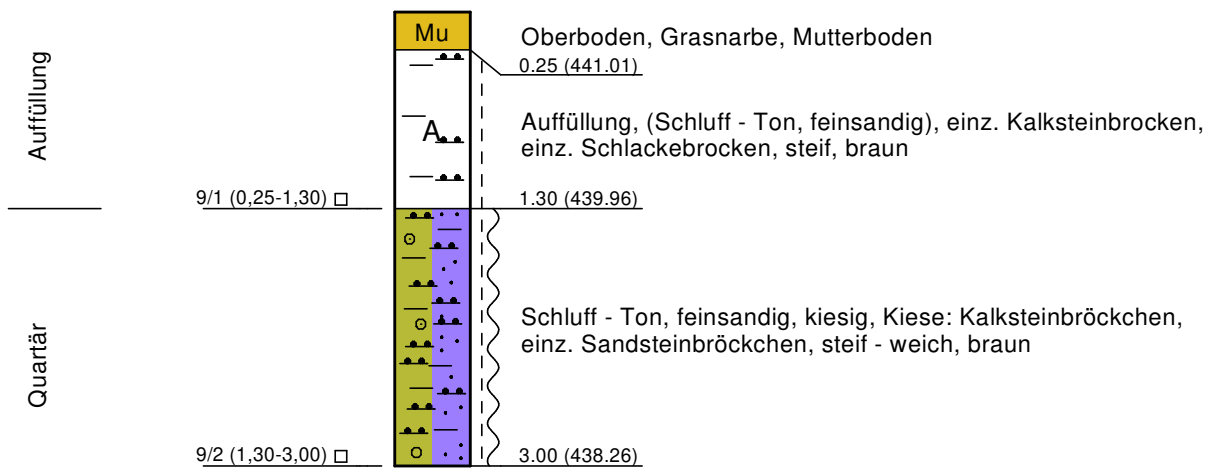 Mu
Oberboden, Grasnarbe, Mutterboden
0.25 (441.01)
Auffüllung
A
Auffüllung, (Schluff - Ton, feinsandig), einz. Kalksteinbrocken,
einz. Schlackebrocken, steif, braun
9/1 (0,25-1,30)
1.30 (439.96)
Quartär
Schluff - Ton, feinsandig, kiesig, Kiese: Kalksteinbröckchen,
einz. Sandsteinbröckchen, steif - weich, braun
9/2 (1,30-3,00)
3.00 (438.26)